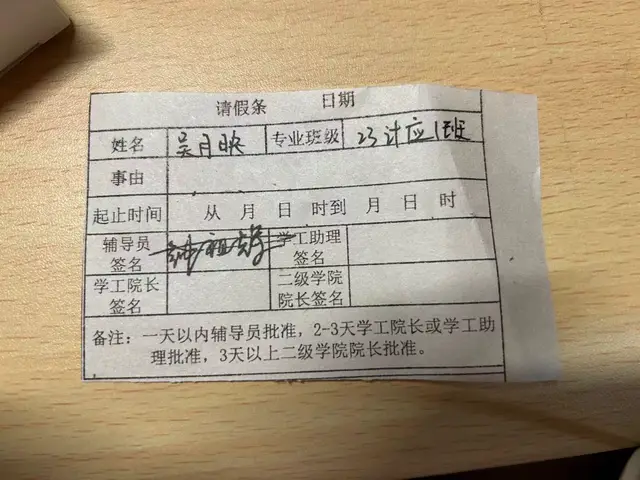 请假条 日期
姓名 吴月映 专业班级 23计应1班
事由
起止时间 从 月 日 时到 月 日 时
辅导员签名 学工助理签名
学工院长签名 二级学院院长签名
备注：一天以内辅导员批准，2-3天学工院长或学工助
理批准，3天以上二级学院院长批准。